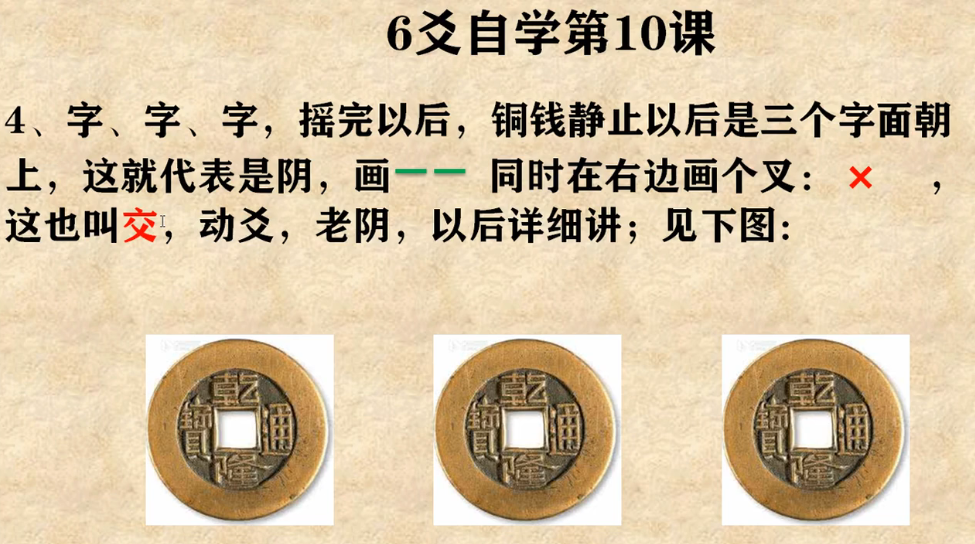 6爻自学第10课
4、字、字、字，摇完以后，铜钱静止以后是三个字面朝
上，这就代表是阴，画 一一 同时在右边画个叉： × ，
这也叫交，动爻，老阴，以后详细讲；见下图：
乾隆通寶
乾隆通寶
乾隆通寶